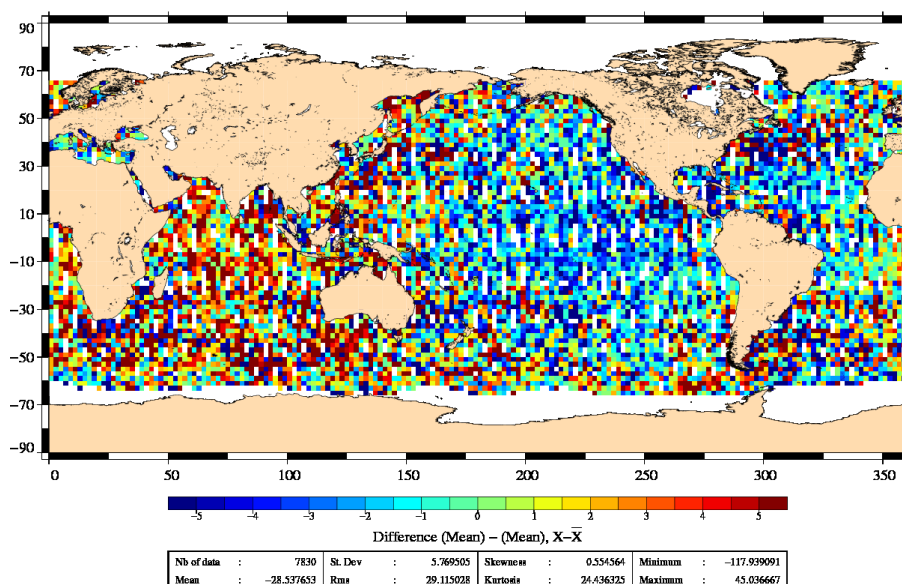 90
70
50
30
10
−10
−30
−50
−70
−90
0 50 100 150 200 250 300 350
−5 −4 −3 −2 −1 0 1 2 3 4 5
Difference (Mean) − (Mean), X−X̅
Nb of data : 7830 St. Dev : 5.769505 Skewness : 0.554564 Minimum : −117.939091
Mean : −28.537653 Rms : 29.115028 Kurtosis : 24.436325 Maximum : 45.036667